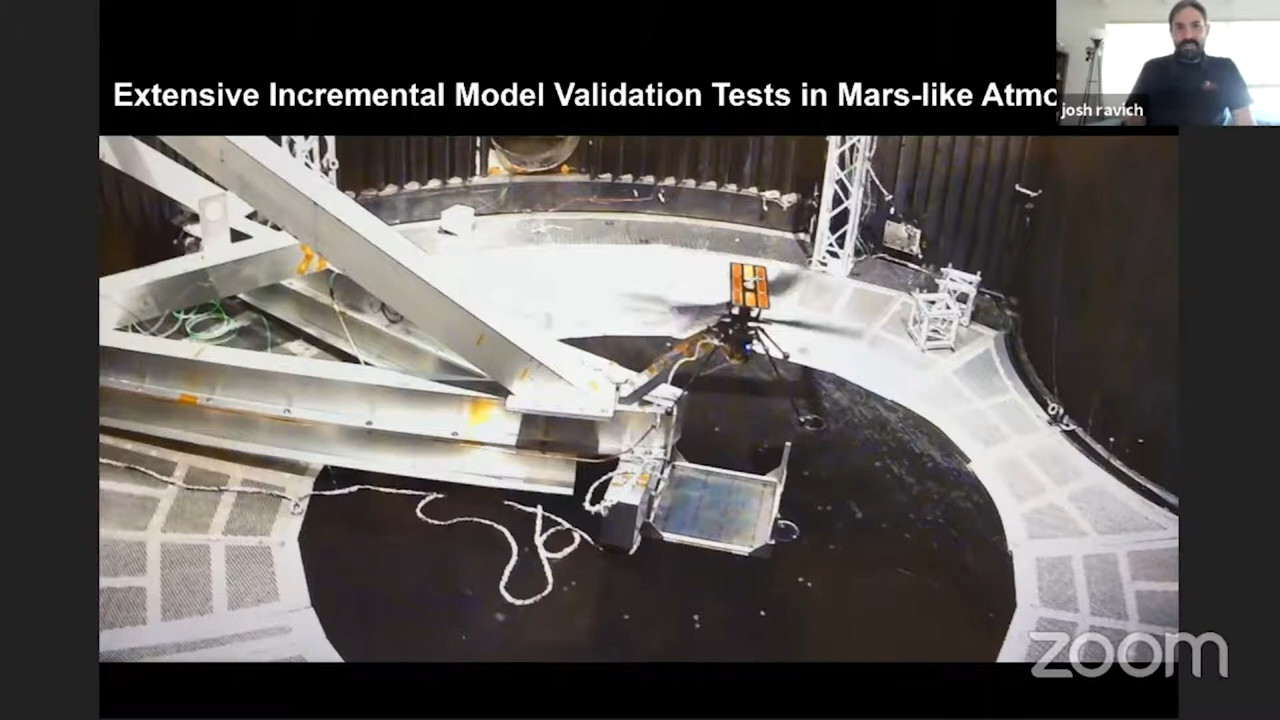 Extensive Incremental Model Validation Tests in Mars-like Atmo
josh ravich
zoom